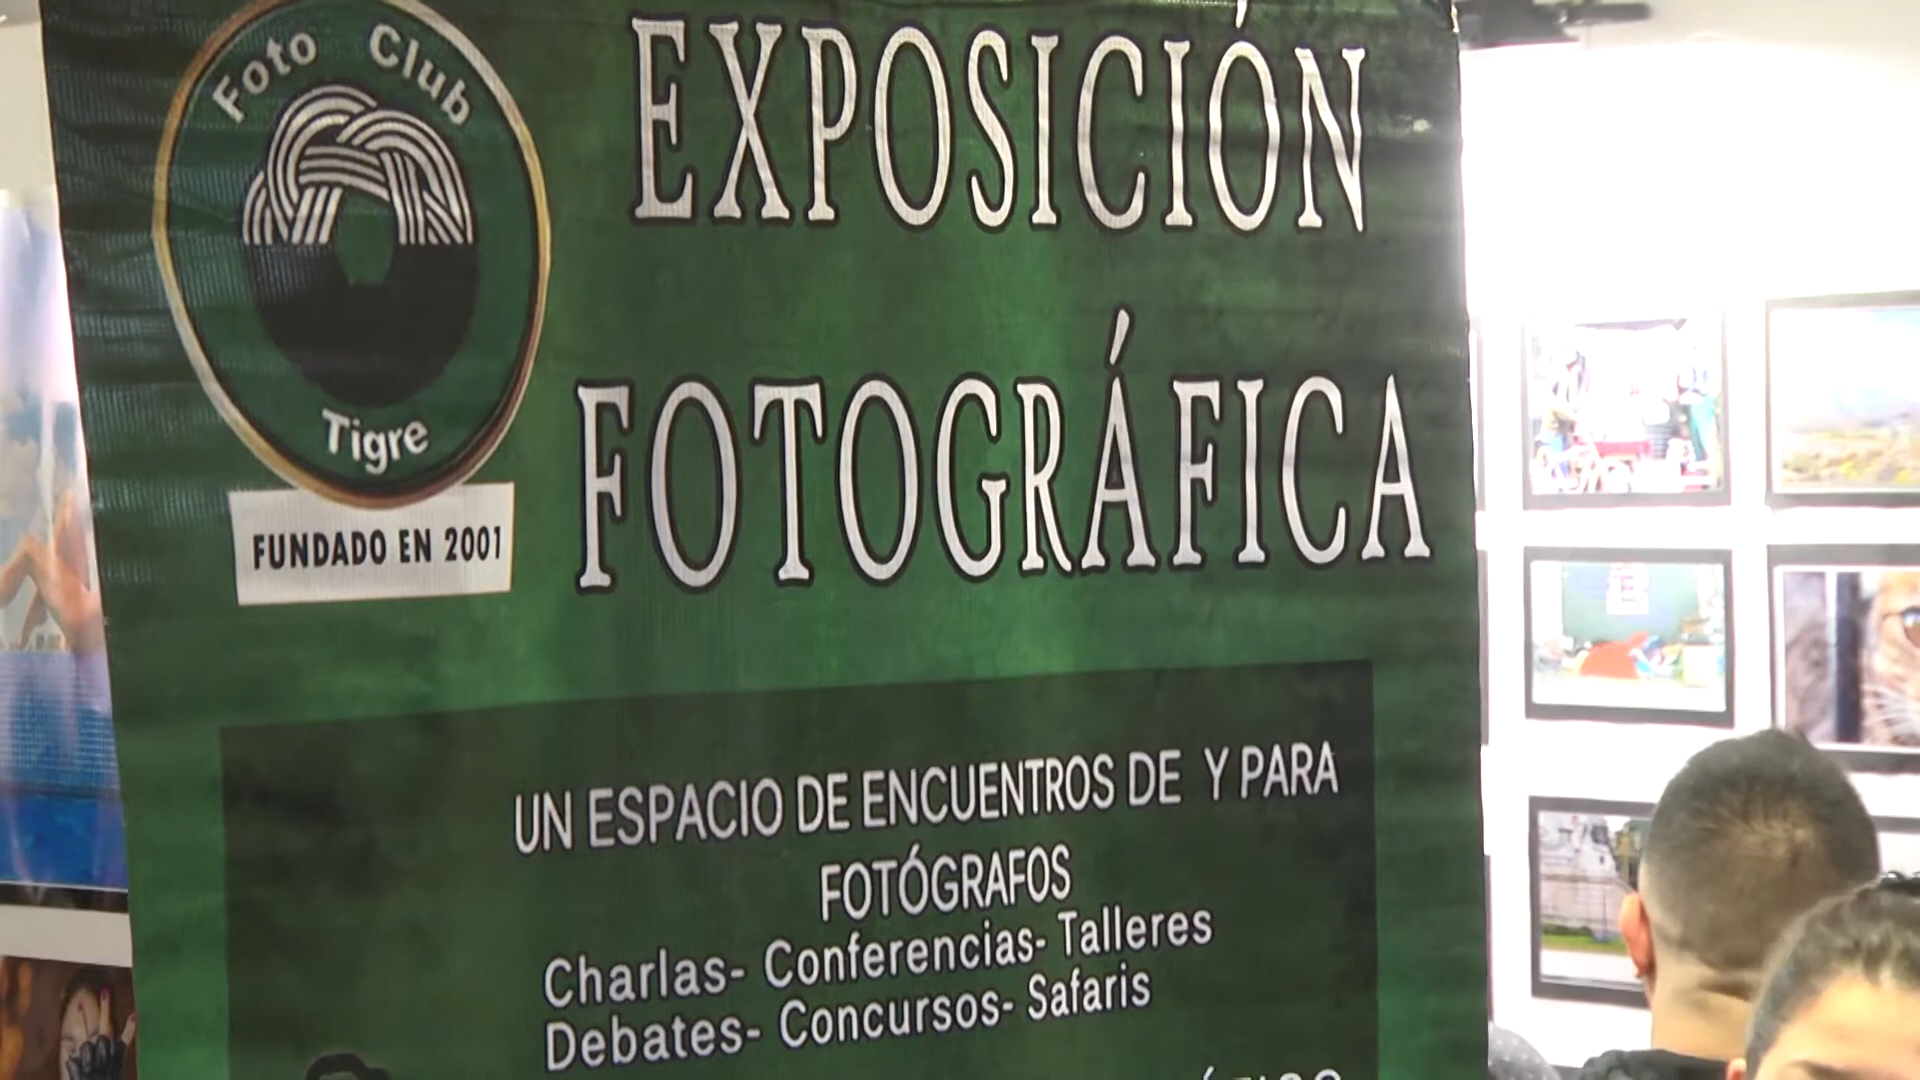 Foto Club
Tigre
FUNDADO EN 2001
EXPOSICIÓN
FOTOGRÁFICA
UN ESPACIO DE ENCUENTROS DE Y PARA
FOTÓGRAFOS
Charlas- Conferencias- Talleres
Debates- Concursos- Safaris